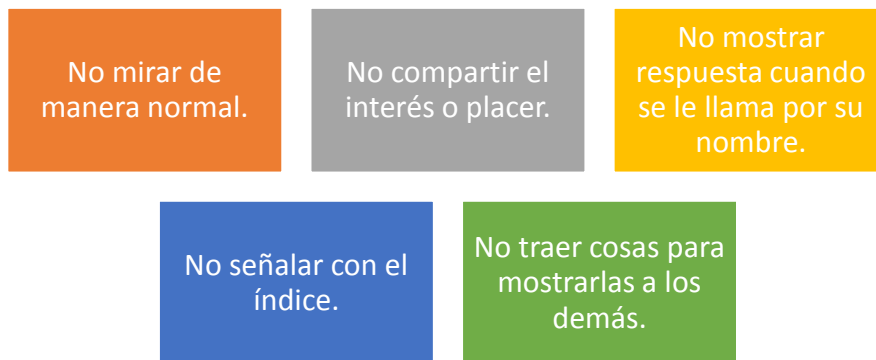 No mirar de
manera normal.
No compartir el
interés o placer.
No mostrar
respuesta cuando
se le llama por su
nombre.
No señalar con el
índice.
No traer cosas para
mostrarlas a los
demás.